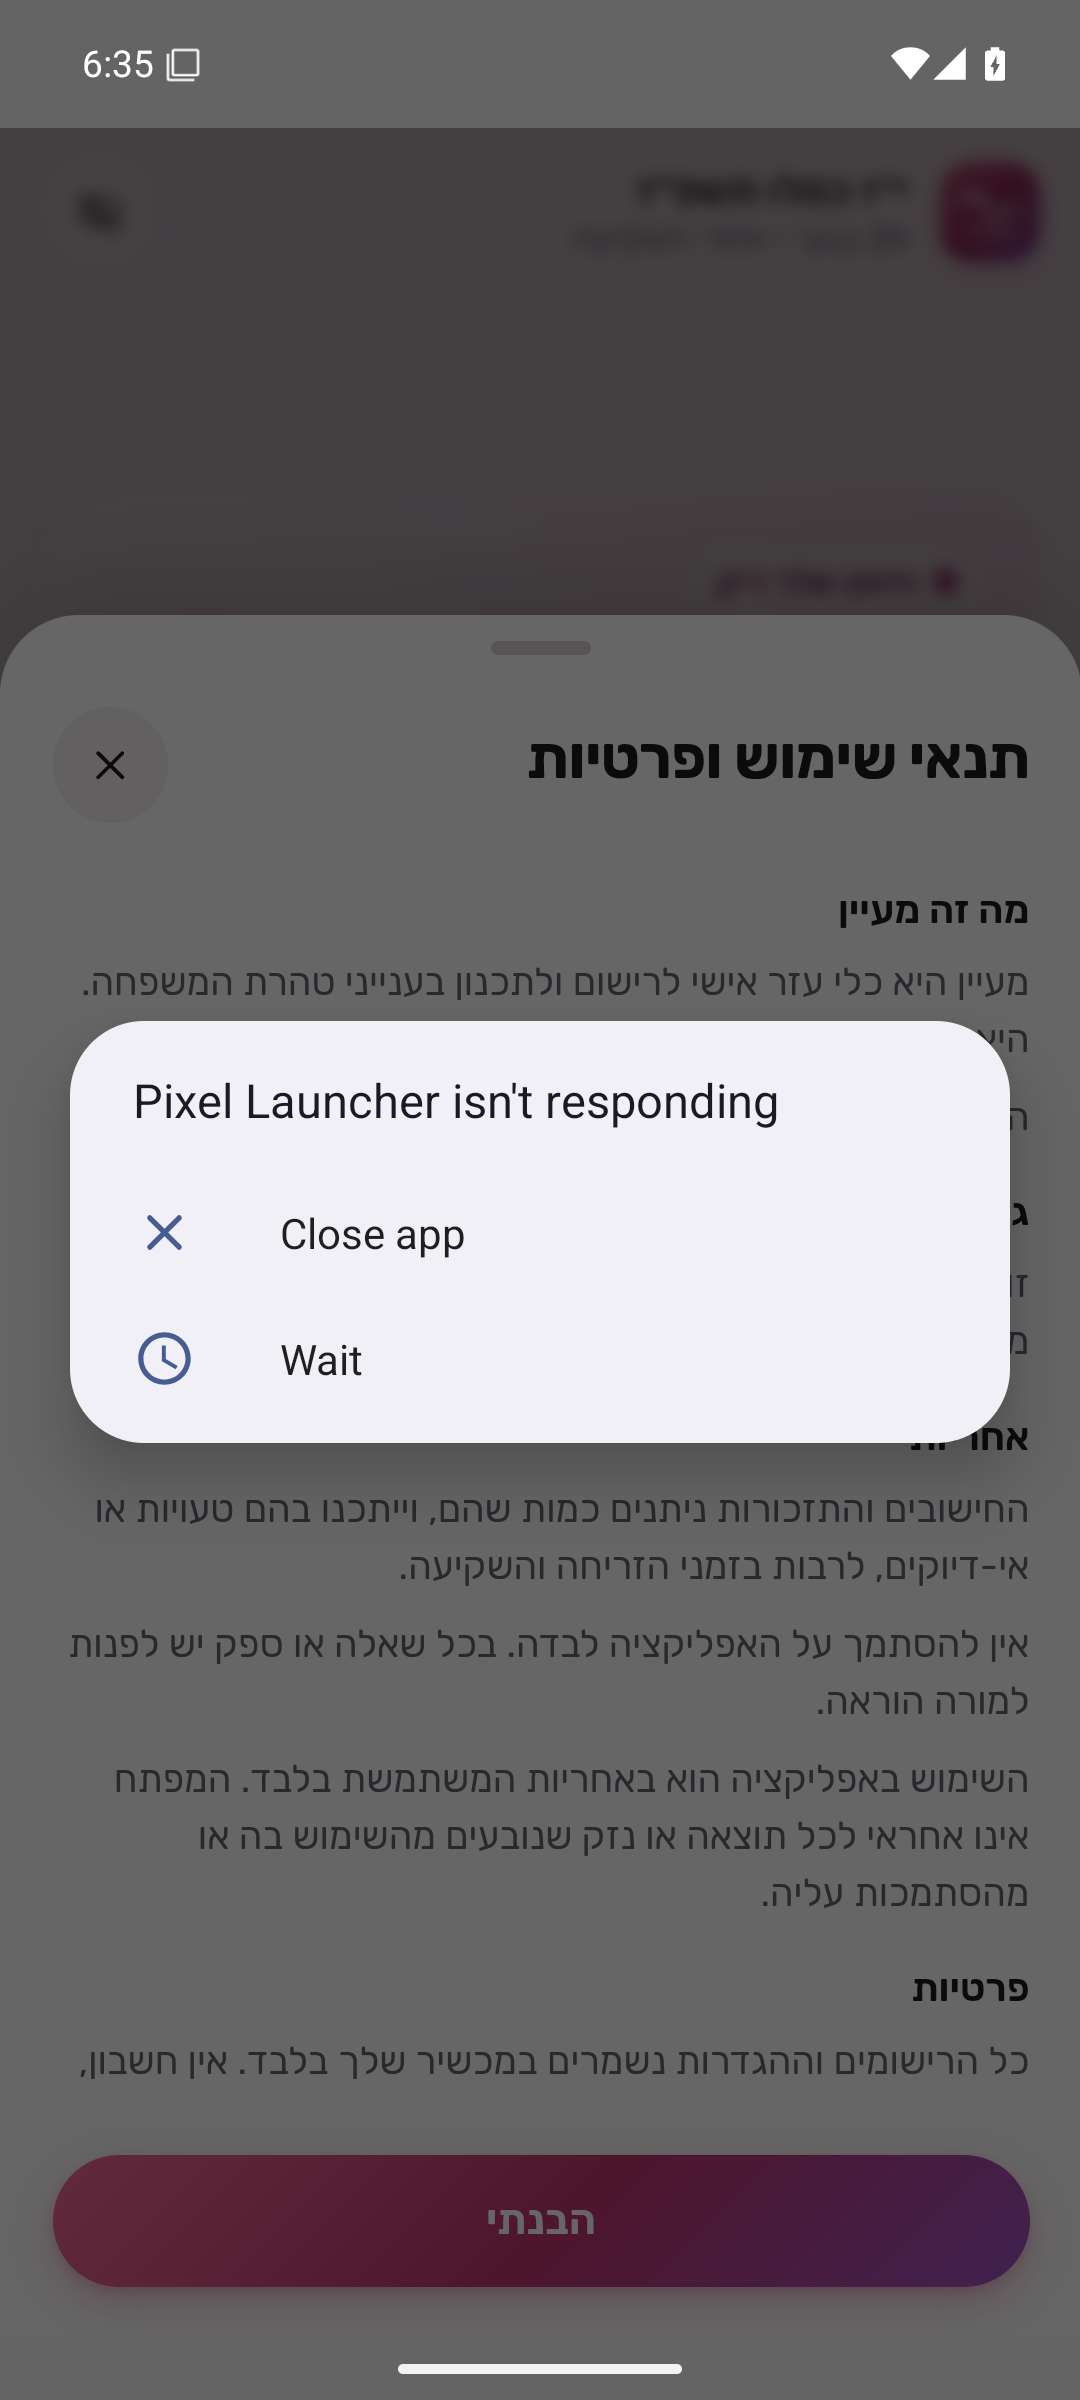 6:35
תנאי שימוש ופרטיות
מה זה מעיין
מעיין היא כלי עזר אישי לרישום ולתכנון בענייני טהרת המשפחה.
Pixel Launcher isn't responding
Close app
Wait
אחריות
החישובים והתזכורות ניתנים כמות שהם, וייתכנו בהם טעויות או
אי-דיוקים, לרבות בזמני הזריחה והשקיעה.
אין להסתמך על האפליקציה לבדה. בכל שאלה או ספק יש לפנות
למורה הוראה.
השימוש באפליקציה הוא באחריות המשתמשת בלבד. המפתח
אינו אחראי לכל תוצאה או נזק שנובעים מהשימוש בה או
מהסתמכות עליה.
פרטיות
כל הרישומים וההגדרות נשמרים במכשיר שלך בלבד. אין חשבון,
הבנתי